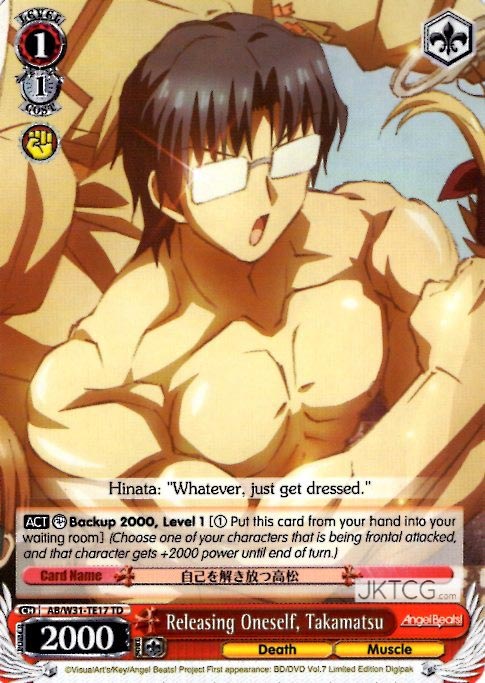 LEVEL
1
1
COST
Hinata: "Whatever, just get dressed."
ACT Backup 2000, Level 1 [① Put this card from your hand into your
waiting room] (Choose one of your characters that is being frontal attacked,
and that character gets +2000 power until end of turn.)
Card Name 自己を解き放つ高松
JKTCG.com
CH AB/W31-TE17 TD
2000
SOUL
Releasing Oneself, Takamatsu
Angel Beats!
Death Muscle
©Visual/Art's/Key/Angel Beats! Project First appearance: BD/DVD Vol.7 Limited Edition Digipak